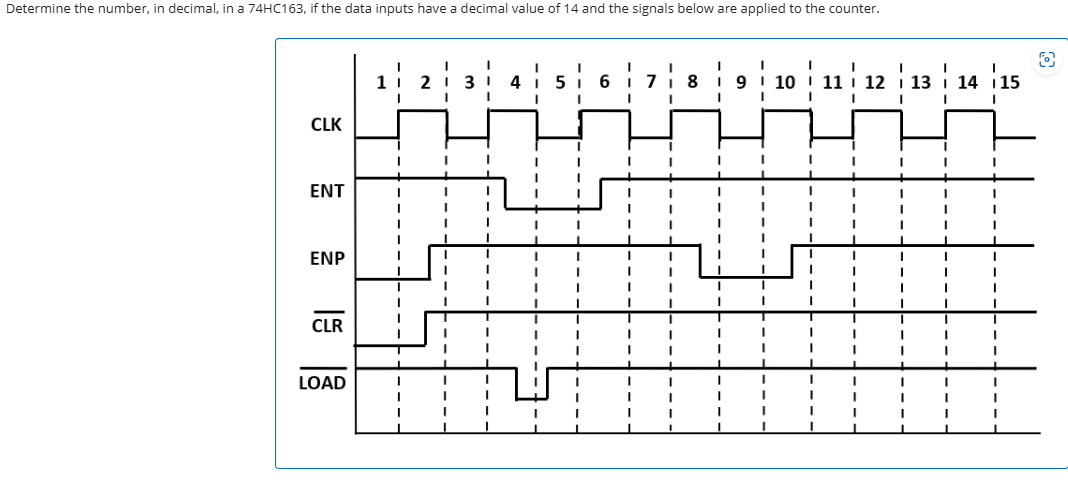 Determine the number, in decimal, in a 74HC163, if the data inputs have a decimal value of 14 and the signals below are applied to the counter.
1 2 3 4 5 6 7 8 9 10 11 12 13 14 15
CLK
ENT
ENP
CLR
LOAD